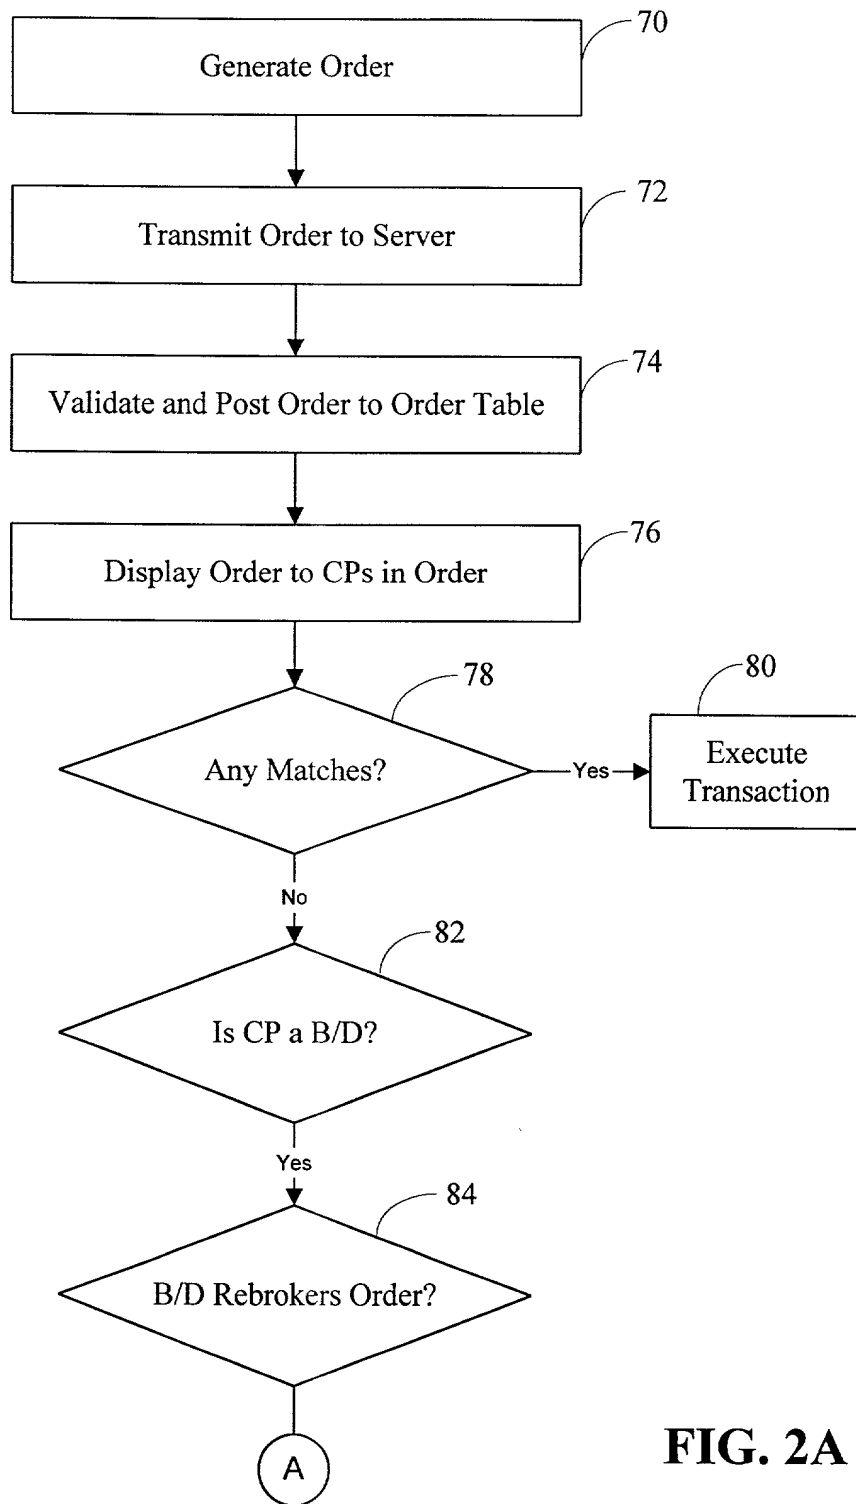 70
Generate Order
72
Transmit Order to Server
74
Validate and Post Order to Order Table
76
Display Order to CPs in Order
78
80
Any Matches?
Yes
Execute
Transaction
No
82
Is CP a B/D?
Yes
84
B/D Rebrokers Order?
A
FIG. 2A